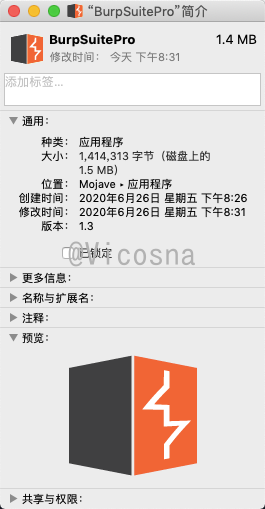 “BurpSuitePro”简介
BurpSuitePro 1.4 MB
修改时间： 今天 下午8:31
添加标签...
通用:
种类: 应用程序
大小: 1,414,313 字节（磁盘上的
1.5 MB）
位置: Mojave ▸ 应用程序
创建时间: 2020年6月26日 星期五 下午8:26
修改时间: 2020年6月26日 星期五 下午8:31
版本: 1.3
已锁定
@Vicosna
更多信息:
名称与扩展名:
注释:
预览:
共享与权限: